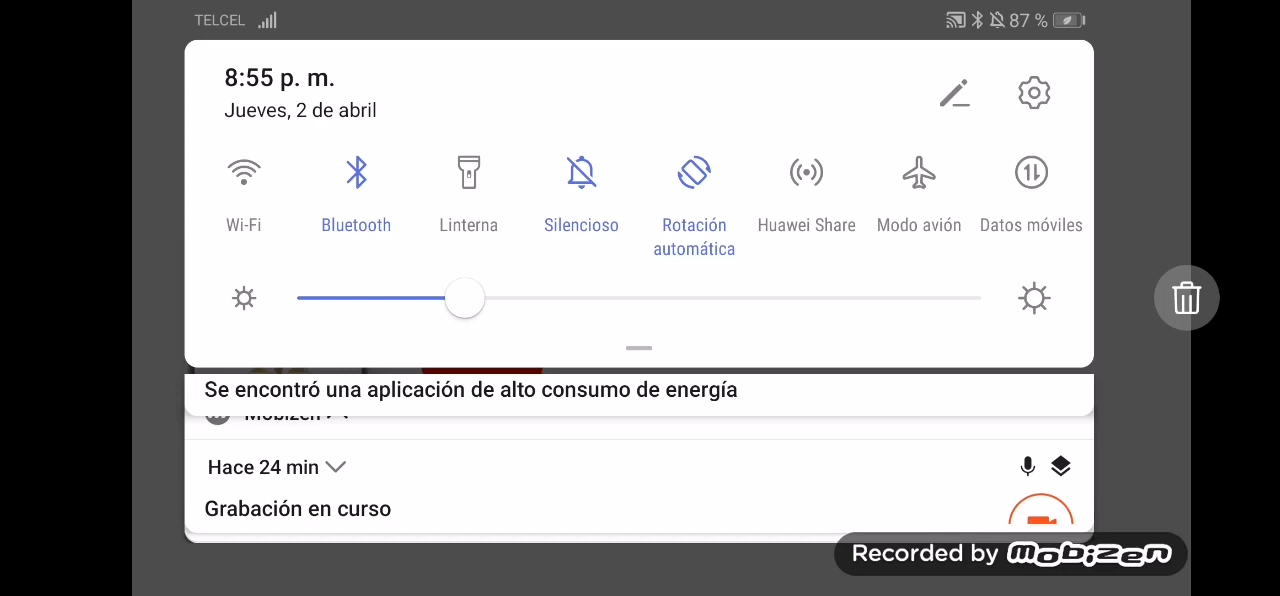 TELCEL 87 %
8:55 p. m.
Jueves, 2 de abril
Wi-Fi Bluetooth Linterna Silencioso Rotación automática Huawei Share Modo avión Datos móviles
Se encontró una aplicación de alto consumo de energía
Mobizen
Hace 24 min
Grabación en curso
Recorded by mobizen